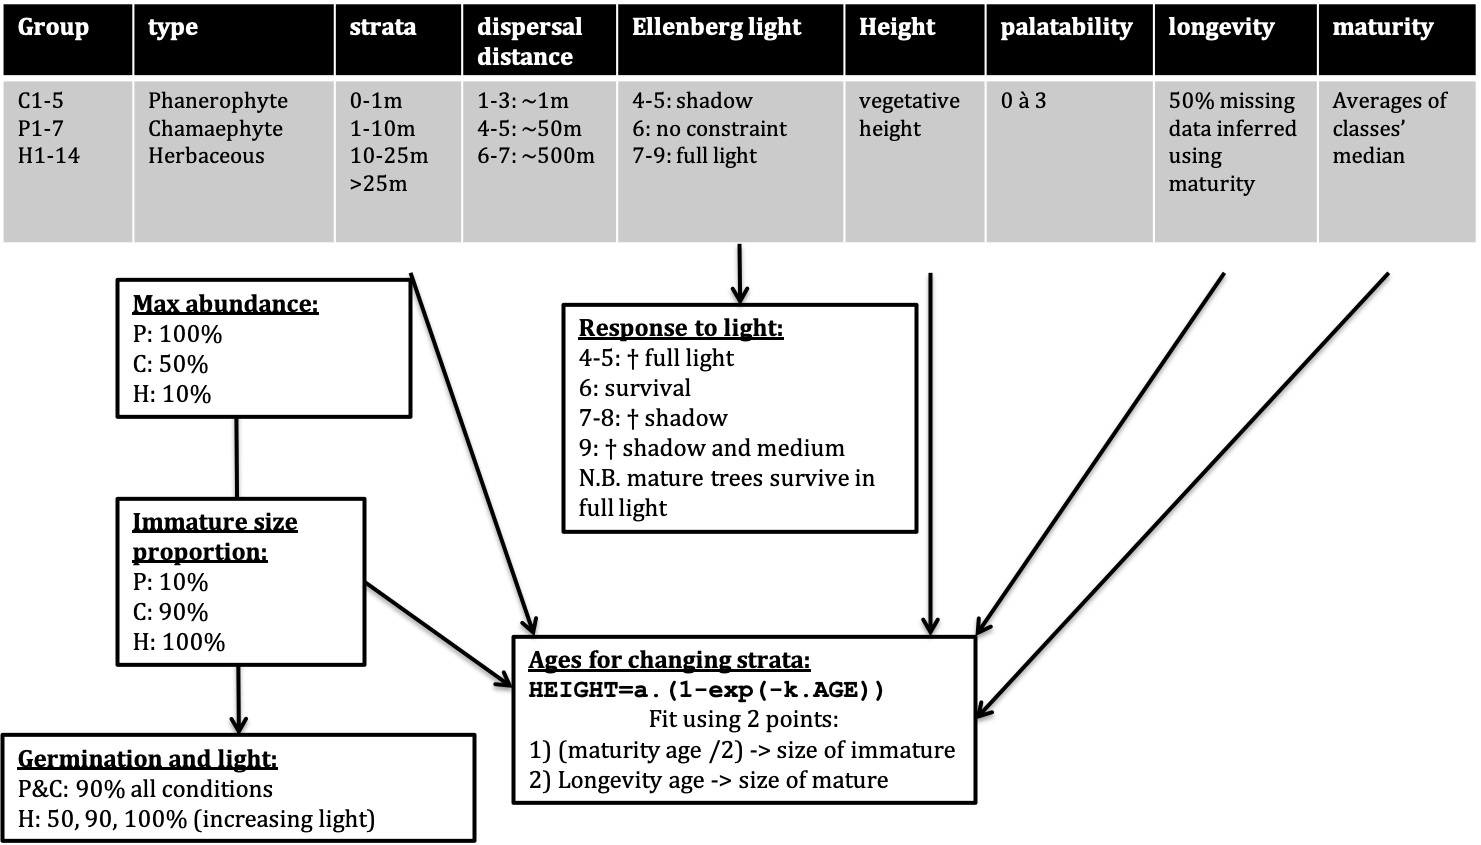 Group
type
strata
dispersal
distance
Ellenberg light
Height
palatability
longevity
maturity
C1-5
P1-7
H1-14
Phanerophyte
Chamaephyte
Herbaceous
0-1m
1-10m
10-25m
>25m
1-3: ~1m
4-5: ~50m
6-7: ~500m
4-5: shadow
6: no constraint
7-9: full light
vegetative
height
0 à 3
50% missing
data inferred
using
maturity
Averages of
classes’
median
Max abundance:
P: 100%
C: 50%
H: 10%
Response to light:
4-5: † full light
6: survival
7-8: † shadow
9: † shadow and medium
N.B. mature trees survive in
full light
Immature size
proportion:
P: 10%
C: 90%
H: 100%
Ages for changing strata:
HEIGHT=a.(1-exp(-k.AGE))
Fit using 2 points:
1) (maturity age /2) -> size of immature
2) Longevity age -> size of mature
Germination and light:
P&C: 90% all conditions
H: 50, 90, 100% (increasing light)